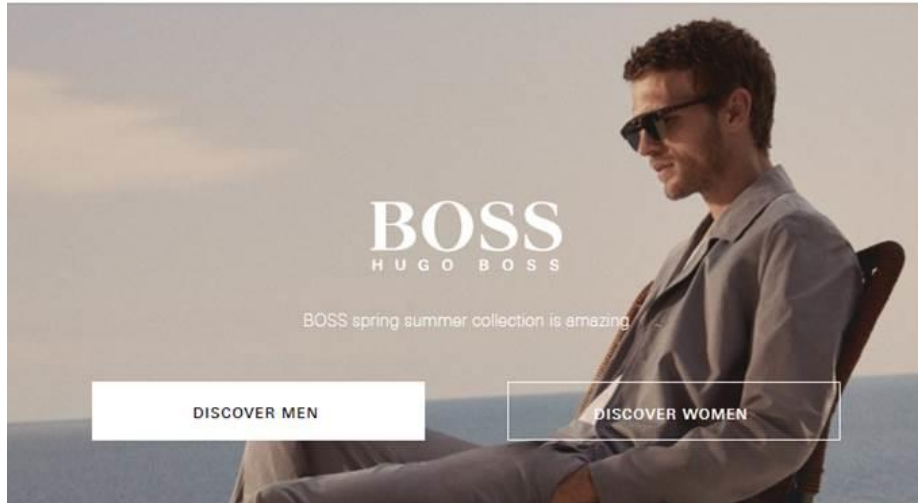 BOSS
HUGO BOSS
BOSS spring summer collection is amazing
DISCOVER MEN
DISCOVER WOMEN